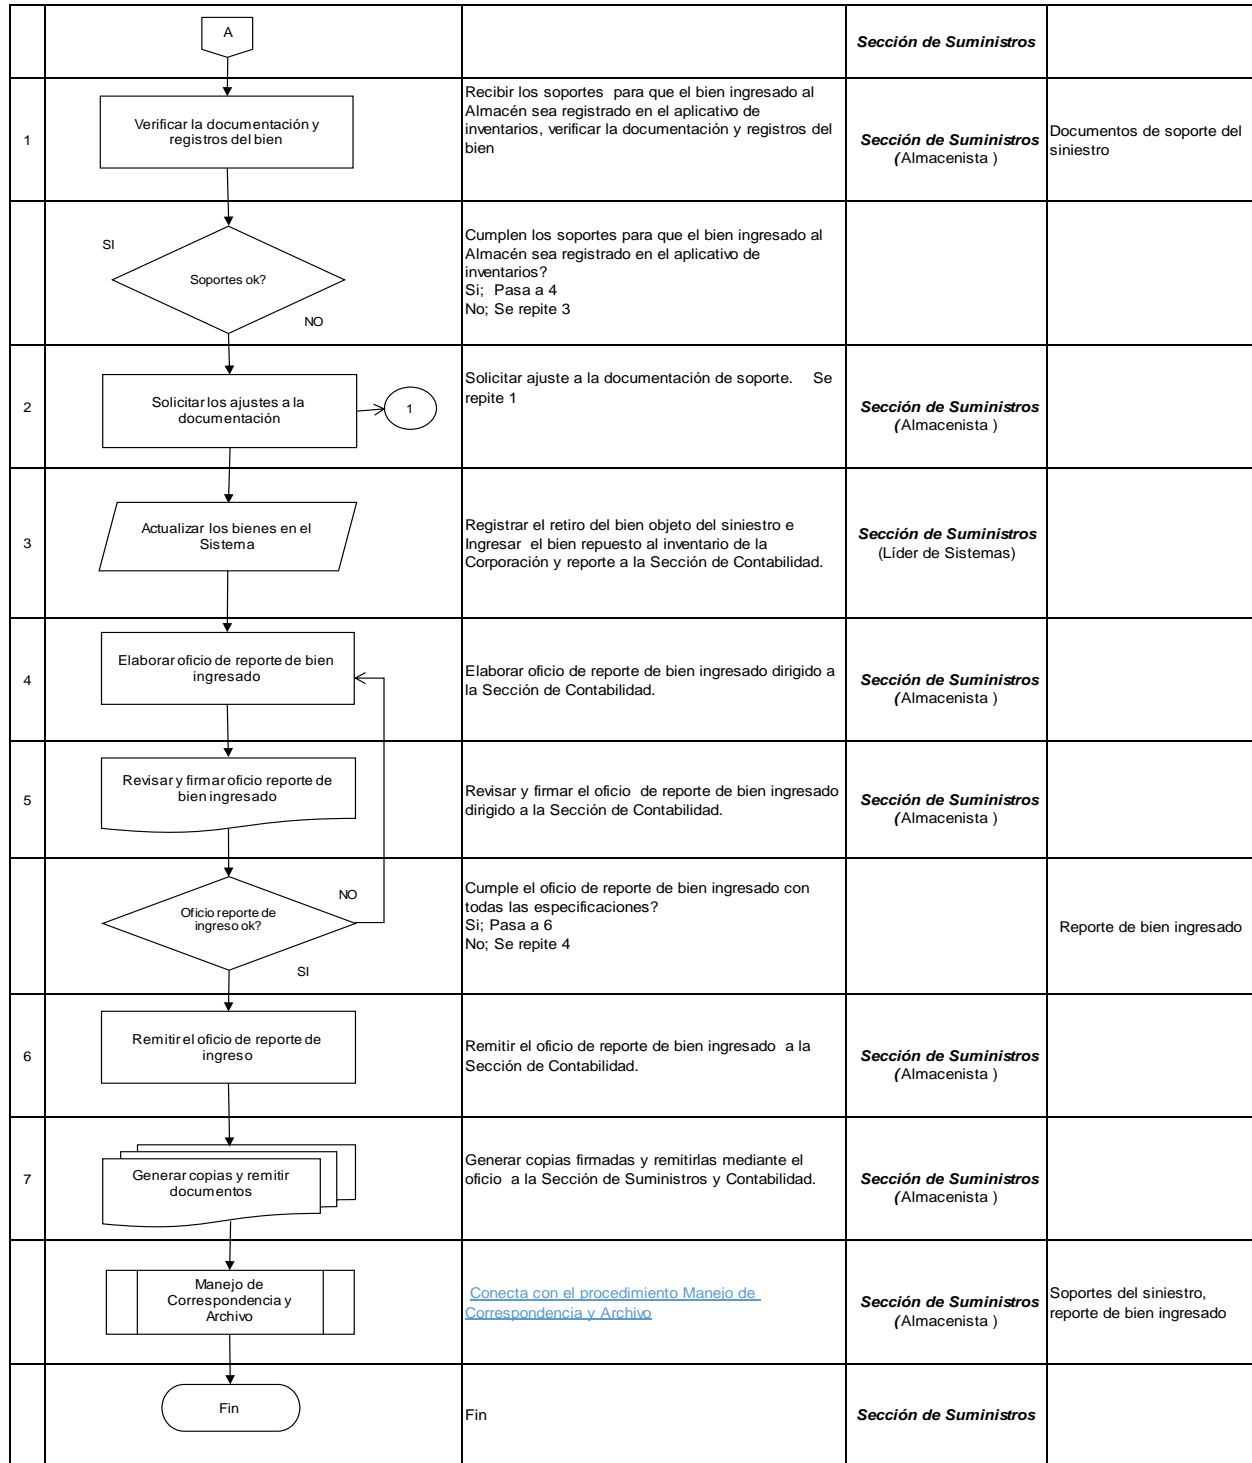 A
Sección de Suministros
1
Verificar la documentación y
registros del bien
Recibir los soportes para que el bien ingresado al
Almacén sea registrado en el aplicativo de
inventarios, verificar la documentación y registros del
bien
Sección de Suministros
(Almacenista )
Documentos de soporte del
siniestro
SI
Soportes ok?
NO
Cumplen los soportes para que el bien ingresado al
Almacén sea registrado en el aplicativo de
inventarios?
Si; Pasa a 4
No; Se repite 3
2
Solicitar los ajustes a la
documentación
1
Solicitar ajuste a la documentación de soporte. Se
repite 1
Sección de Suministros
(Almacenista )
3
Actualizar los bienes en el
Sistema
Registrar el retiro del bien objeto del siniestro e
Ingresar el bien repuesto al inventario de la
Corporación y reporte a la Sección de Contabilidad.
Sección de Suministros
(Líder de Sistemas)
4
Elaborar oficio de reporte de bien
ingresado
Elaborar oficio de reporte de bien ingresado dirigido a
la Sección de Contabilidad.
Sección de Suministros
(Almacenista )
5
Revisar y firmar oficio reporte de
bien ingresado
Revisar y firmar el oficio de reporte de bien ingresado
dirigido a la Sección de Contabilidad.
Sección de Suministros
(Almacenista )
Oficio reporte de
ingreso ok?
NO
SI
Cumple el oficio de reporte de bien ingresado con
todas las especificaciones?
Si; Pasa a 6
No; Se repite 4
Reporte de bien ingresado
6
Remitir el oficio de reporte de
ingreso
Remitir el oficio de reporte de bien ingresado a la
Sección de Contabilidad.
Sección de Suministros
(Almacenista )
7
Generar copias y remitir
documentos
Generar copias firmadas y remitirlas mediante el
oficio a la Sección de Suministros y Contabilidad.
Sección de Suministros
(Almacenista )
Manejo de
Correspondencia y
Archivo
Conecta con el procedimiento Manejo de
Correspondencia y Archivo
Sección de Suministros
(Almacenista )
Soportes del siniestro,
reporte de bien ingresado
Fin
Fin
Sección de Suministros